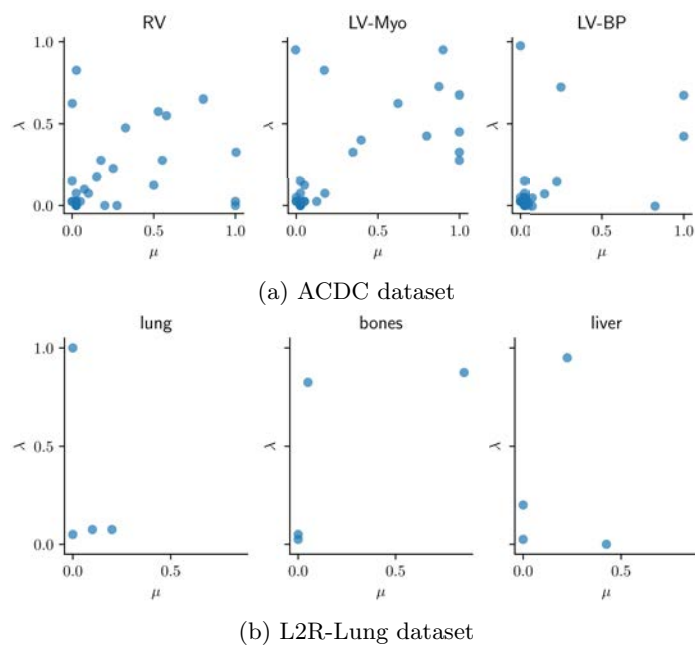 RV LV-Myo LV-BP
1.0
λ 0.5 λ λ
0.0
0.0 0.5 1.0 0.0 0.5 1.0 0.0 0.5 1.0
μ μ μ
(a) ACDC dataset
lung bones liver
1.0
λ 0.5 λ λ
0.0
0.0 0.5 0.0 0.5 0.0 0.5
μ μ μ
(b) L2R-Lung dataset